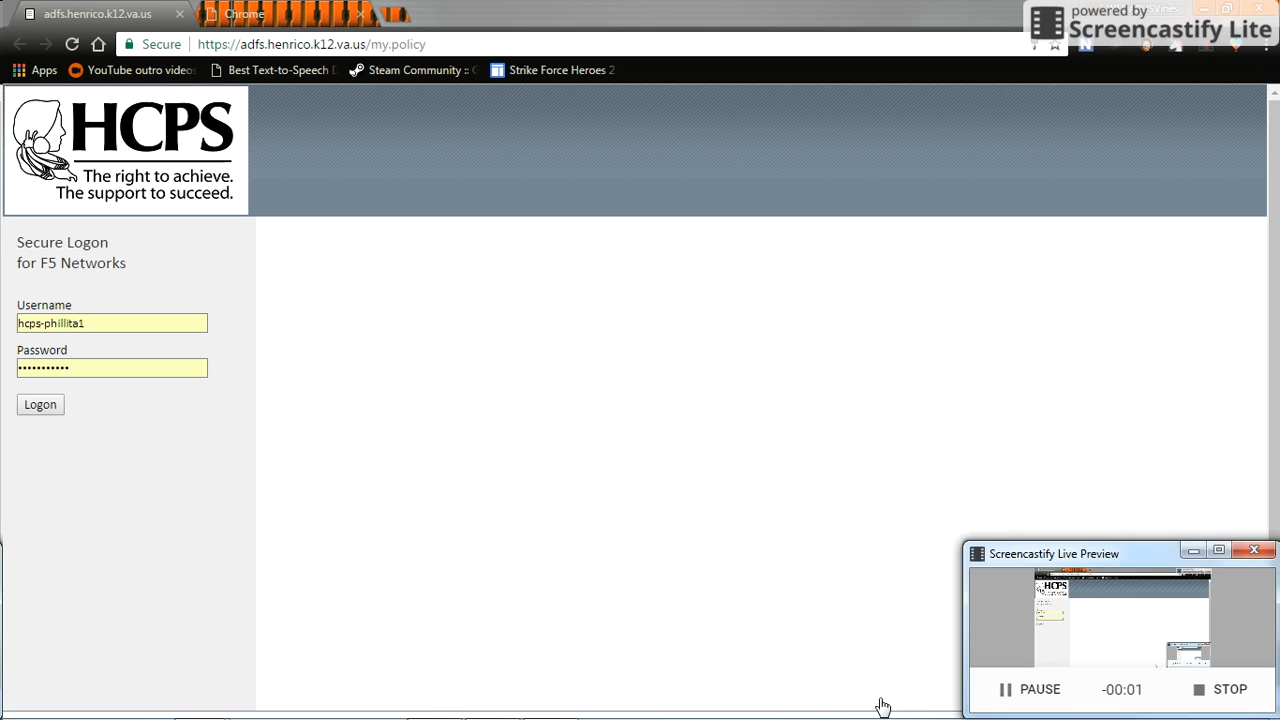 adfs.henrico.k12.va.us
Chrome
powered by
Screencastify Lite
Secure
https://adfs.henrico.k12.va.us/my.policy
Apps
YouTube outro videos
Best Text-to-Speech D
Steam Community ::
Strike Force Heroes 2
HCPS
The right to achieve.
The support to succeed.
Secure Logon
for F5 Networks
Username
hcps-phillita1
Password
•••••••••••
Logon
Screencastify Live Preview
HCPS
PAUSE
-00:01
STOP